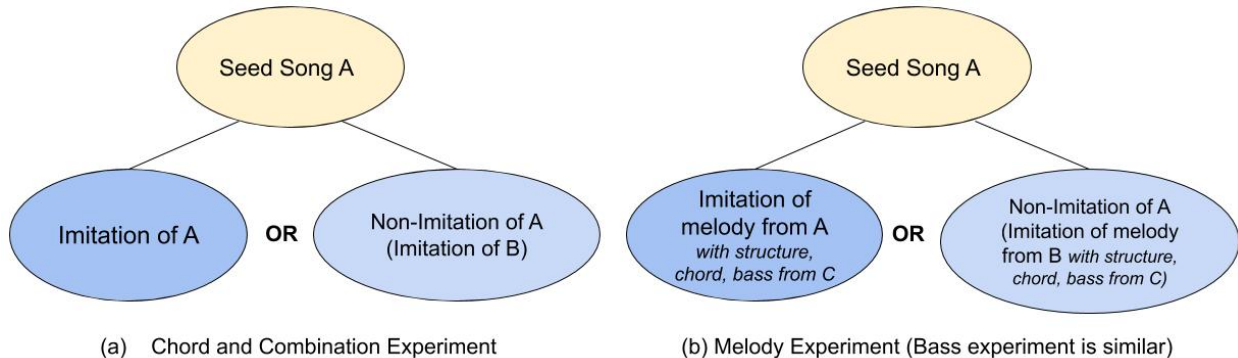 Seed Song A
Imitation of A
OR
Non-Imitation of A
(Imitation of B)
(a) Chord and Combination Experiment
Seed Song A
Imitation of
melody from A
with structure,
chord, bass from C
OR
Non-Imitation of A
(Imitation of melody
from B with structure,
chord, bass from C)
(b) Melody Experiment (Bass experiment is similar)